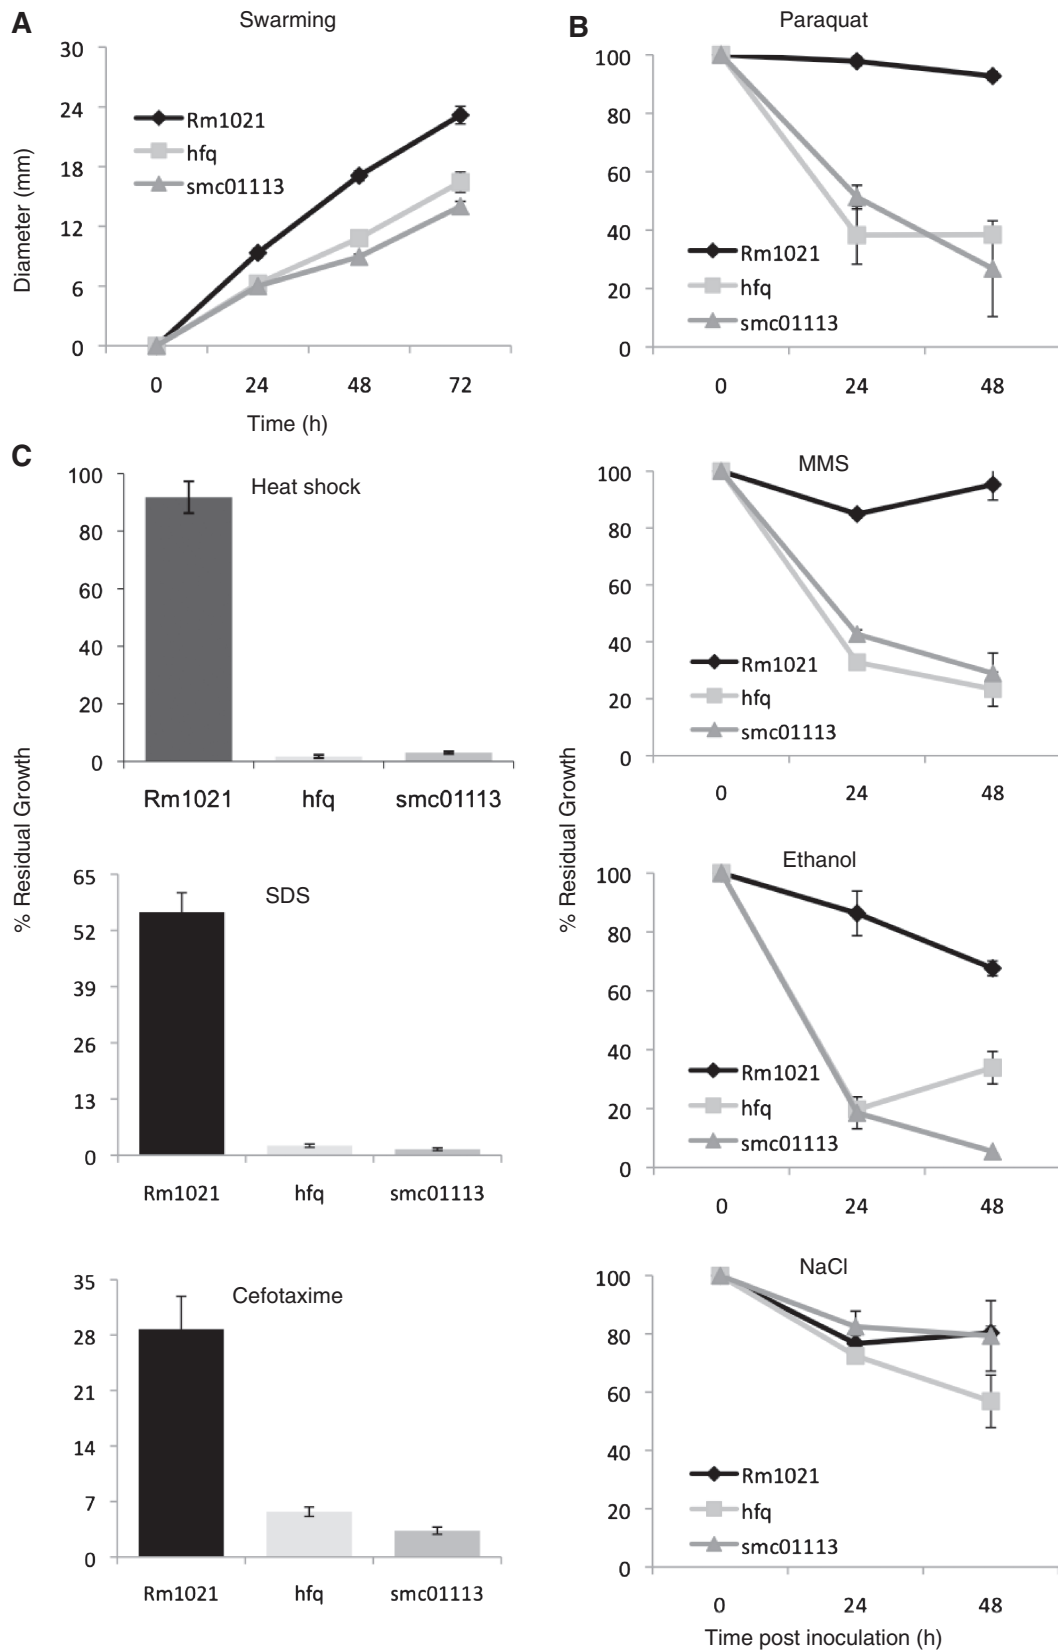 A
Swarming
30
24
18
12
6
0
Diameter (mm)
Rm1021
hfq
smc01113
0 24 48 72
Time (h)
B
Paraquat
100
80
60
40
20
0
Rm1021
hfq
smc01113
0 24 48
C
% Residual Growth
Heat shock
100
80
60
40
20
0
Rm1021 hfq smc01113
SDS
65
52
39
26
13
0
Rm1021 hfq smc01113
Cefotaxime
35
28
21
14
7
0
Rm1021 hfq smc01113
% Residual Growth
MMS
100
80
60
40
20
0
Rm1021
hfq
smc01113
0 24 48
Ethanol
100
80
60
40
20
0
Rm1021
hfq
smc01113
0 24 48
NaCl
100
80
60
40
20
0
Rm1021
hfq
smc01113
0 24 48
Time post inoculation (h)